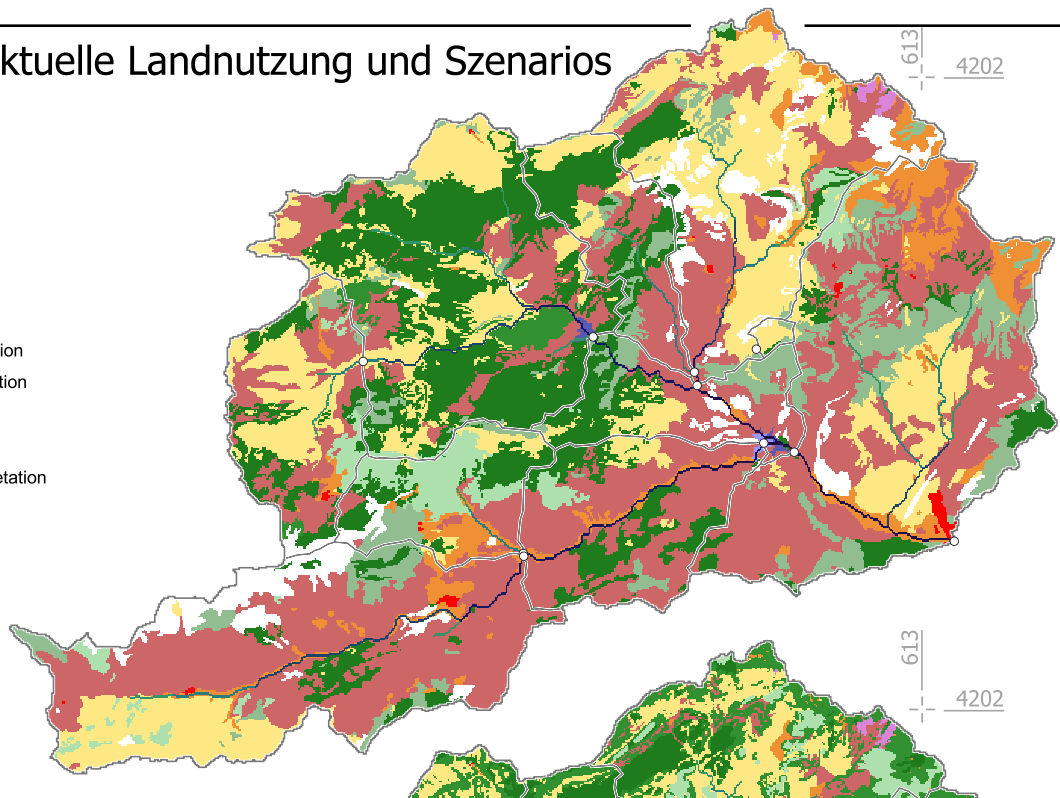 ktuelle Landnutzung und Szenarios
613
4202
ion
tion
etation
613
4202